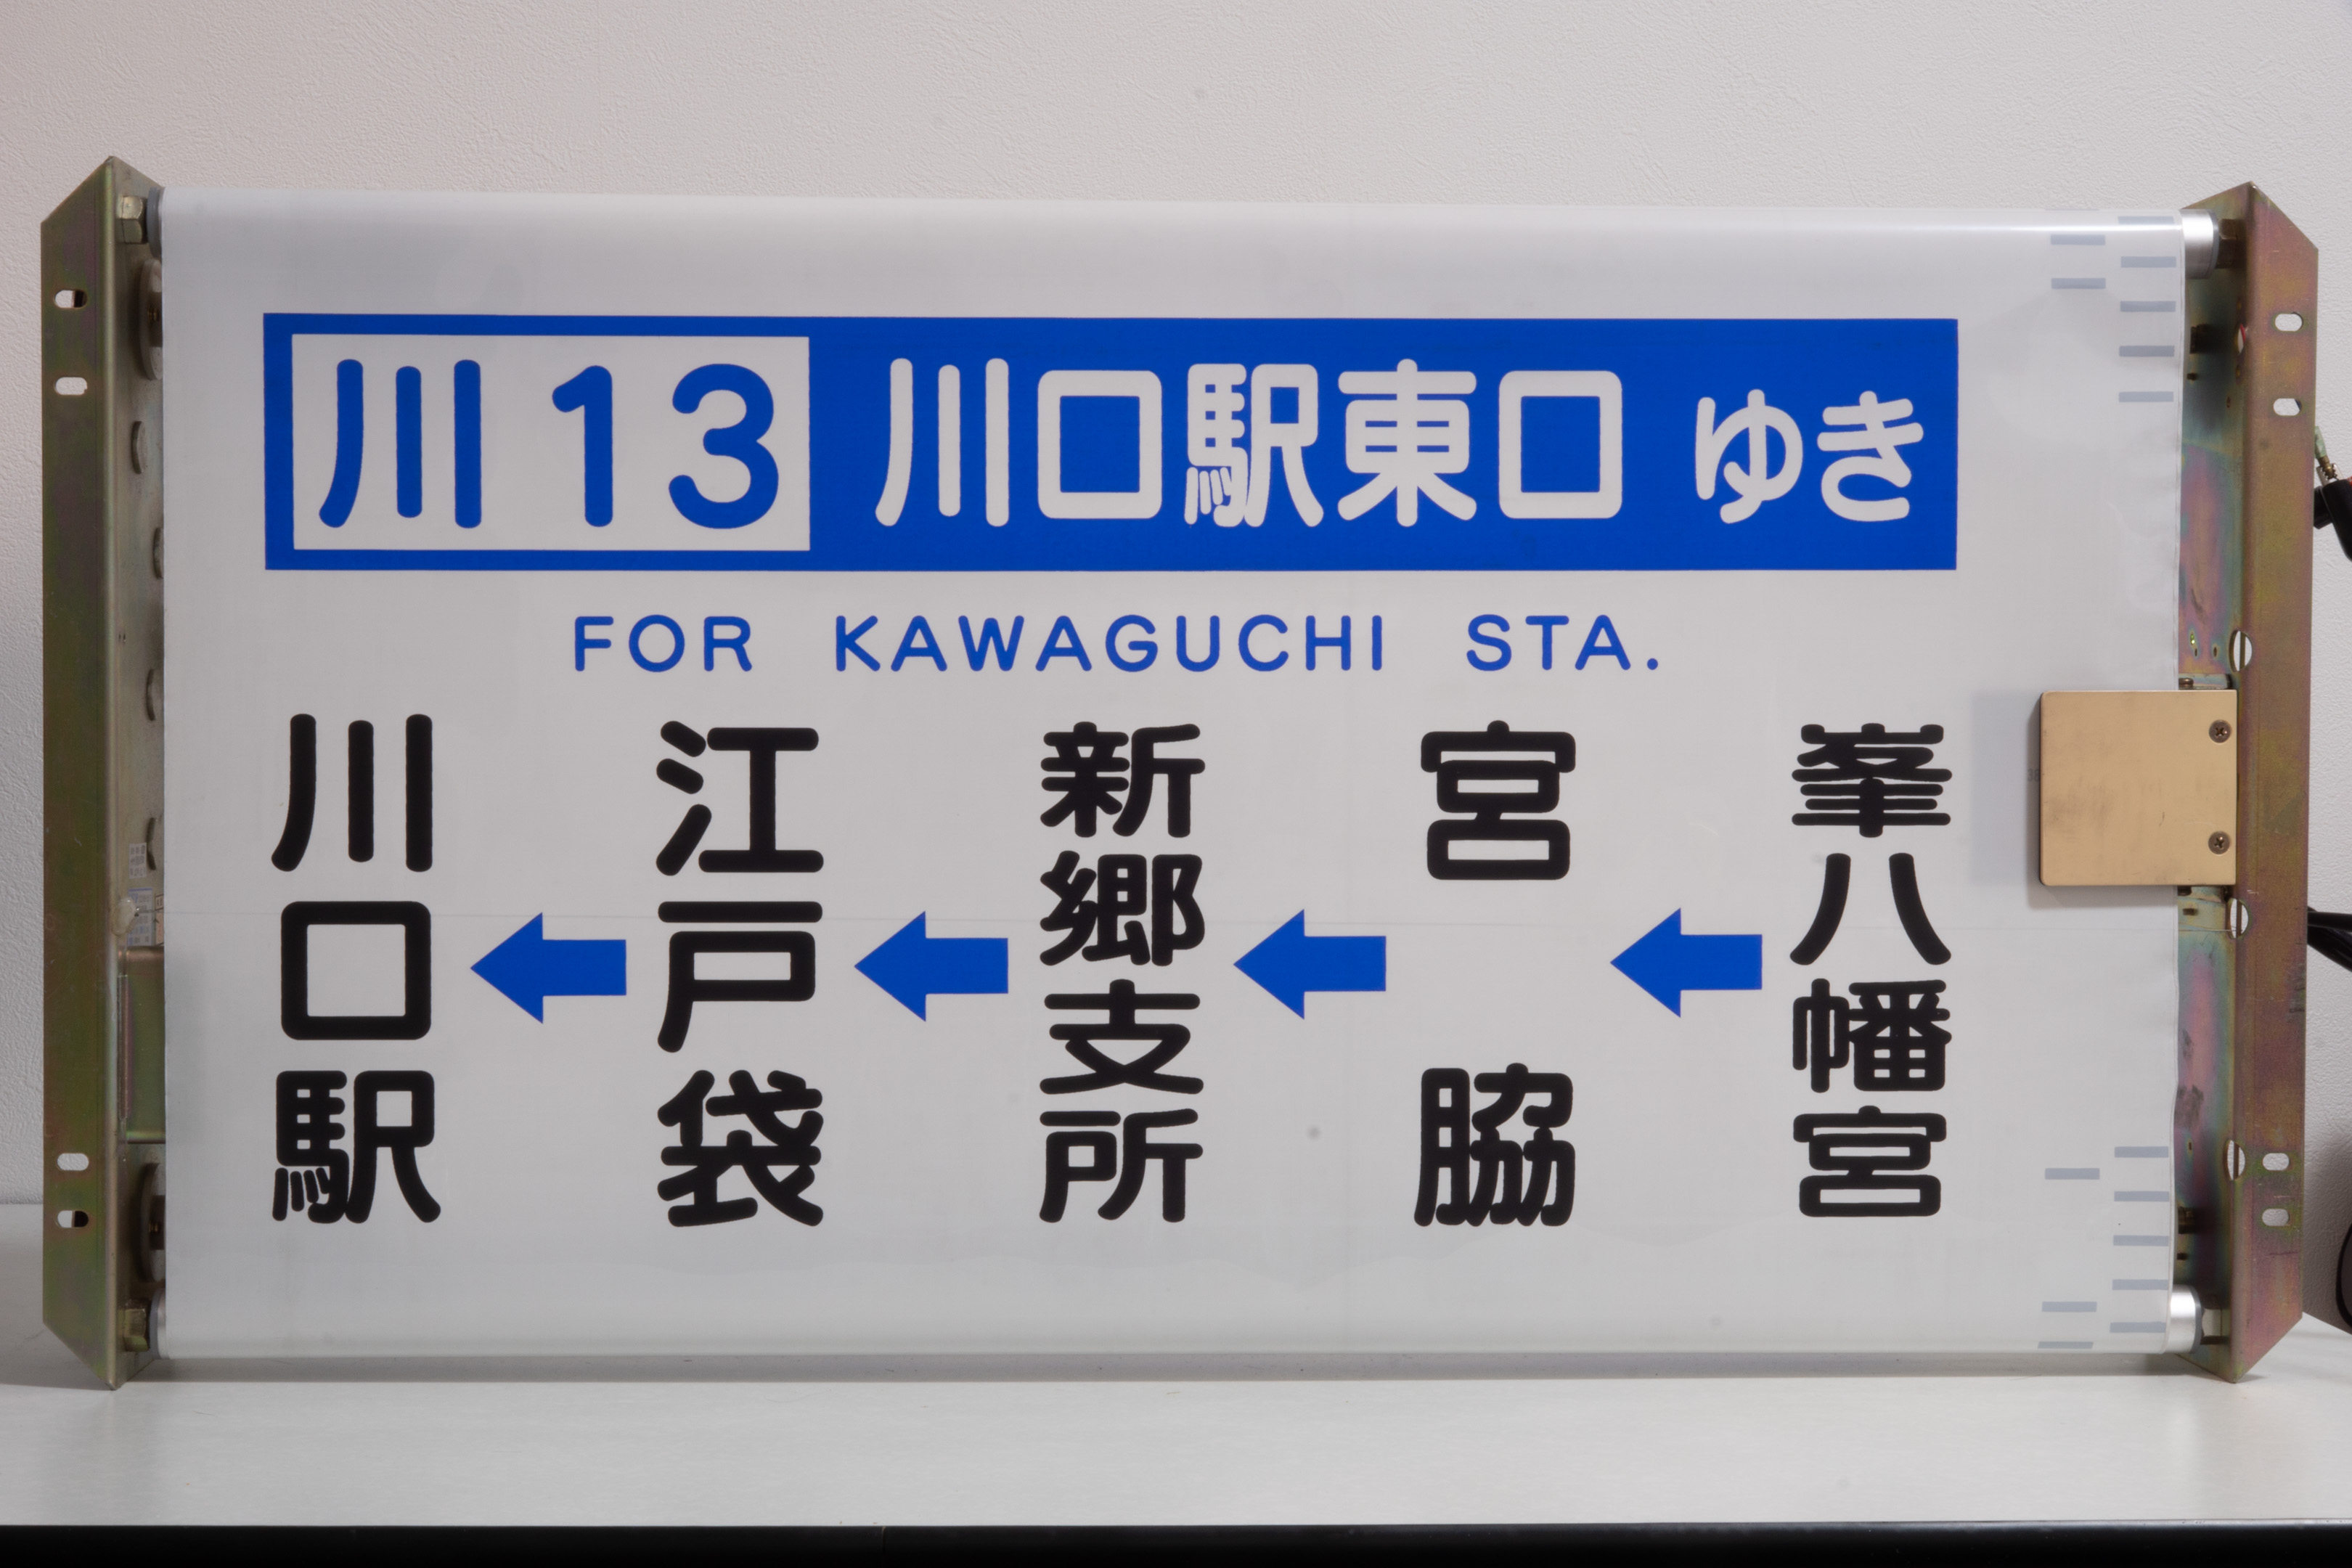 川13 川口駅東口 ゆき
FOR KAWAGUCHI STA.
峯八幡宮
宮脇
新郷支所
江戸袋
川口駅